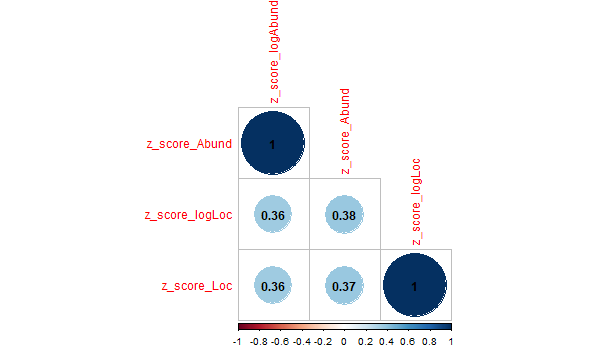 z_score_logAbund
z_score_Abund
z_score_logLoc
z_score_Abund 1
z_score_logLoc 0.36 0.38
z_score_Loc 0.36 0.37 1
-1 -0.8 -0.6 -0.4 -0.2 0 0.2 0.4 0.6 0.8 1